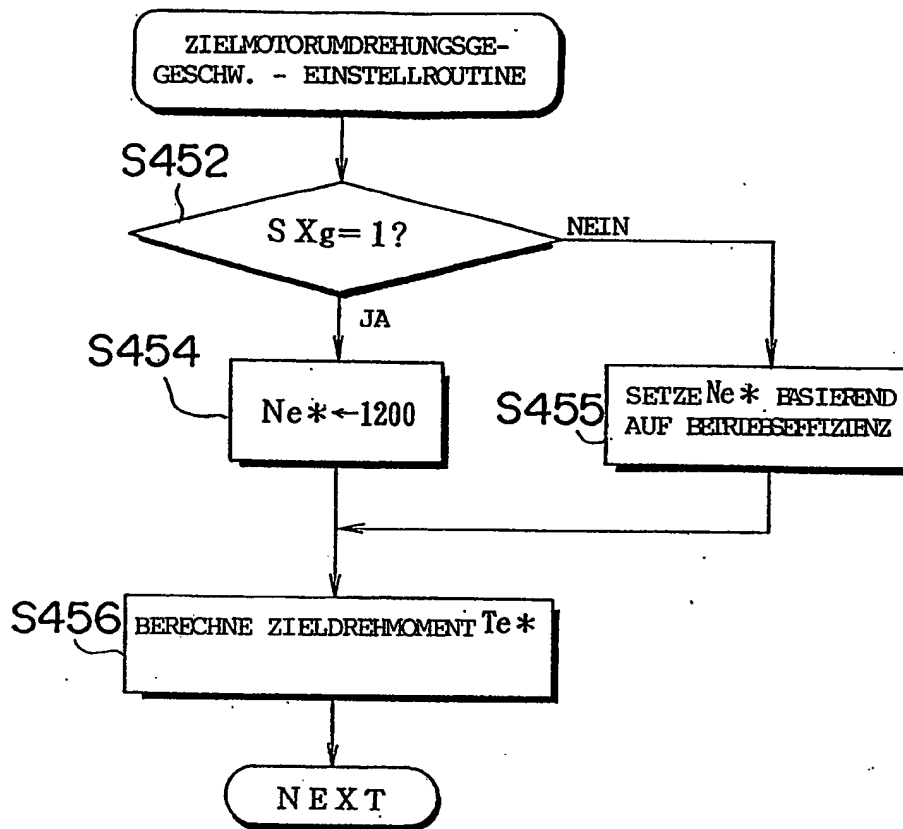 ZIELMOTORUMDREHUNGSGE-
GESCHW. - EINSTELLROUTINE
S452
S Xg= 1?
NEIN
JA
S454
Ne*←1200
S455
SETZE Ne* BASIEREND
AUF BETRIEBSEFFIZIENZ
S456
BERECHNE ZIELDREHMOMENT Te*
NEXT